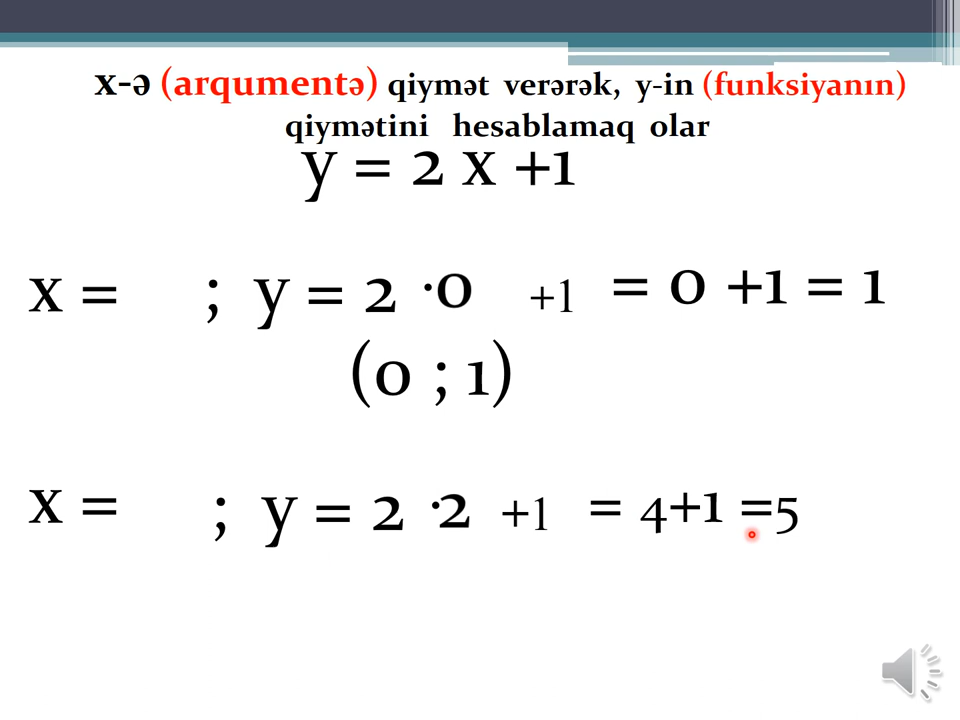 x-ə (arqumentə) qiymət verərək, y-in (funksiyanın)
qiymətini hesablamaq olar
y = 2 x +1
x = ; y = 2 ·0 +1 = 0 +1 = 1
(0 ; 1)
x = ; y = 2 ·2 +1 = 4+1 =5